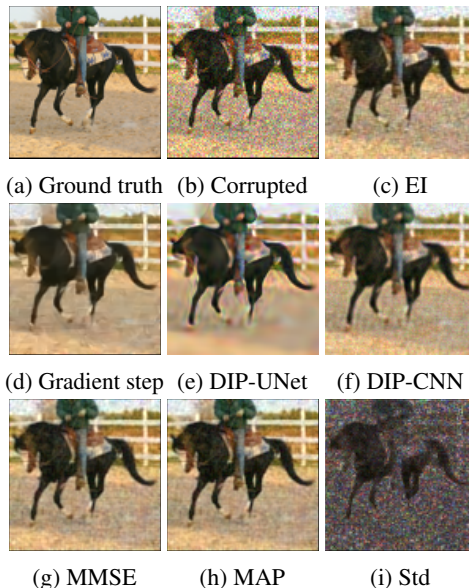 (a) Ground truth (b) Corrupted (c) EI
(d) Gradient step (e) DIP-UNet (f) DIP-CNN
(g) MMSE (h) MAP (i) Std